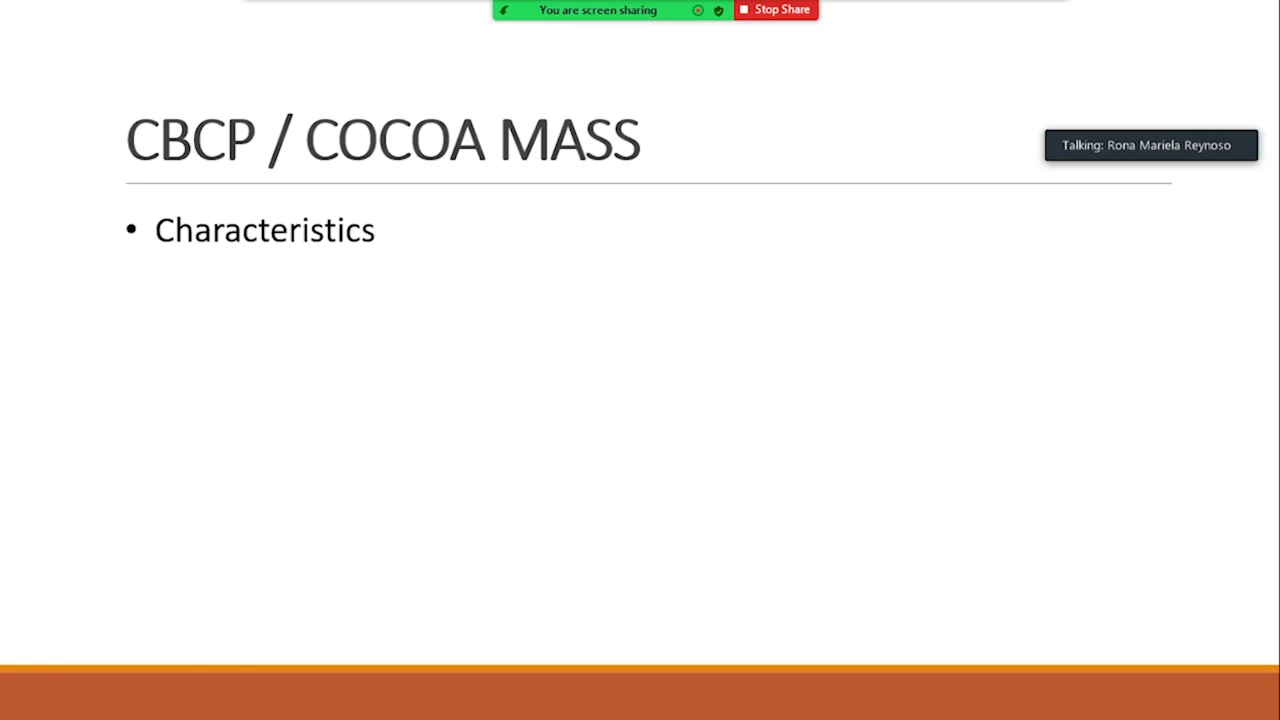 You are screen sharing
Stop Share
CBCP / COCOA MASS
Talking: Rona Mariela Reynoso
• Characteristics